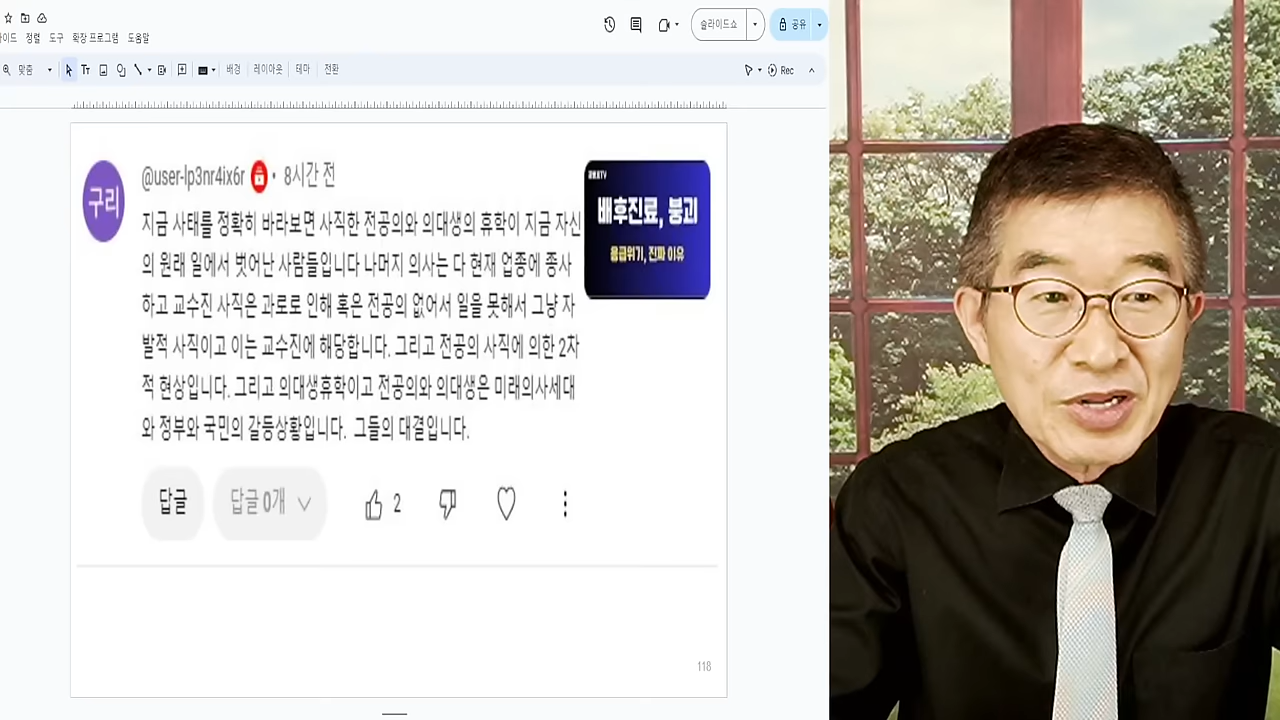 이드 정렬 도구 확장 프로그램 도움말
슬라이드쇼
공유
맞춤
배경 레이아웃 테마 전환
Rec
구리
@user-lp3nr4ix6r · 8시간 전
지금 사태를 정확히 바라보면 사직한 전공의와 의대생의 휴학이 지금 자신
의 원래 일에서 벗어난 사람들입니다 나머지 의사는 다 현재 업종에 종사
하고 교수진 사직은 과로로 인해 혹은 전공의 없어서 일을 못해서 그냥 자
발적 사직이고 이는 교수진에 해당합니다. 그리고 전공의 사직에 의한 2차
적 현상입니다. 그리고 의대생휴학이고 전공의와 의대생은 미래의사세대
와 정부와 국민의 갈등상황입니다. 그들의 대결입니다.
배후진료, 붕괴
응급위기, 진짜 이유
답글
답글 0개
2
118